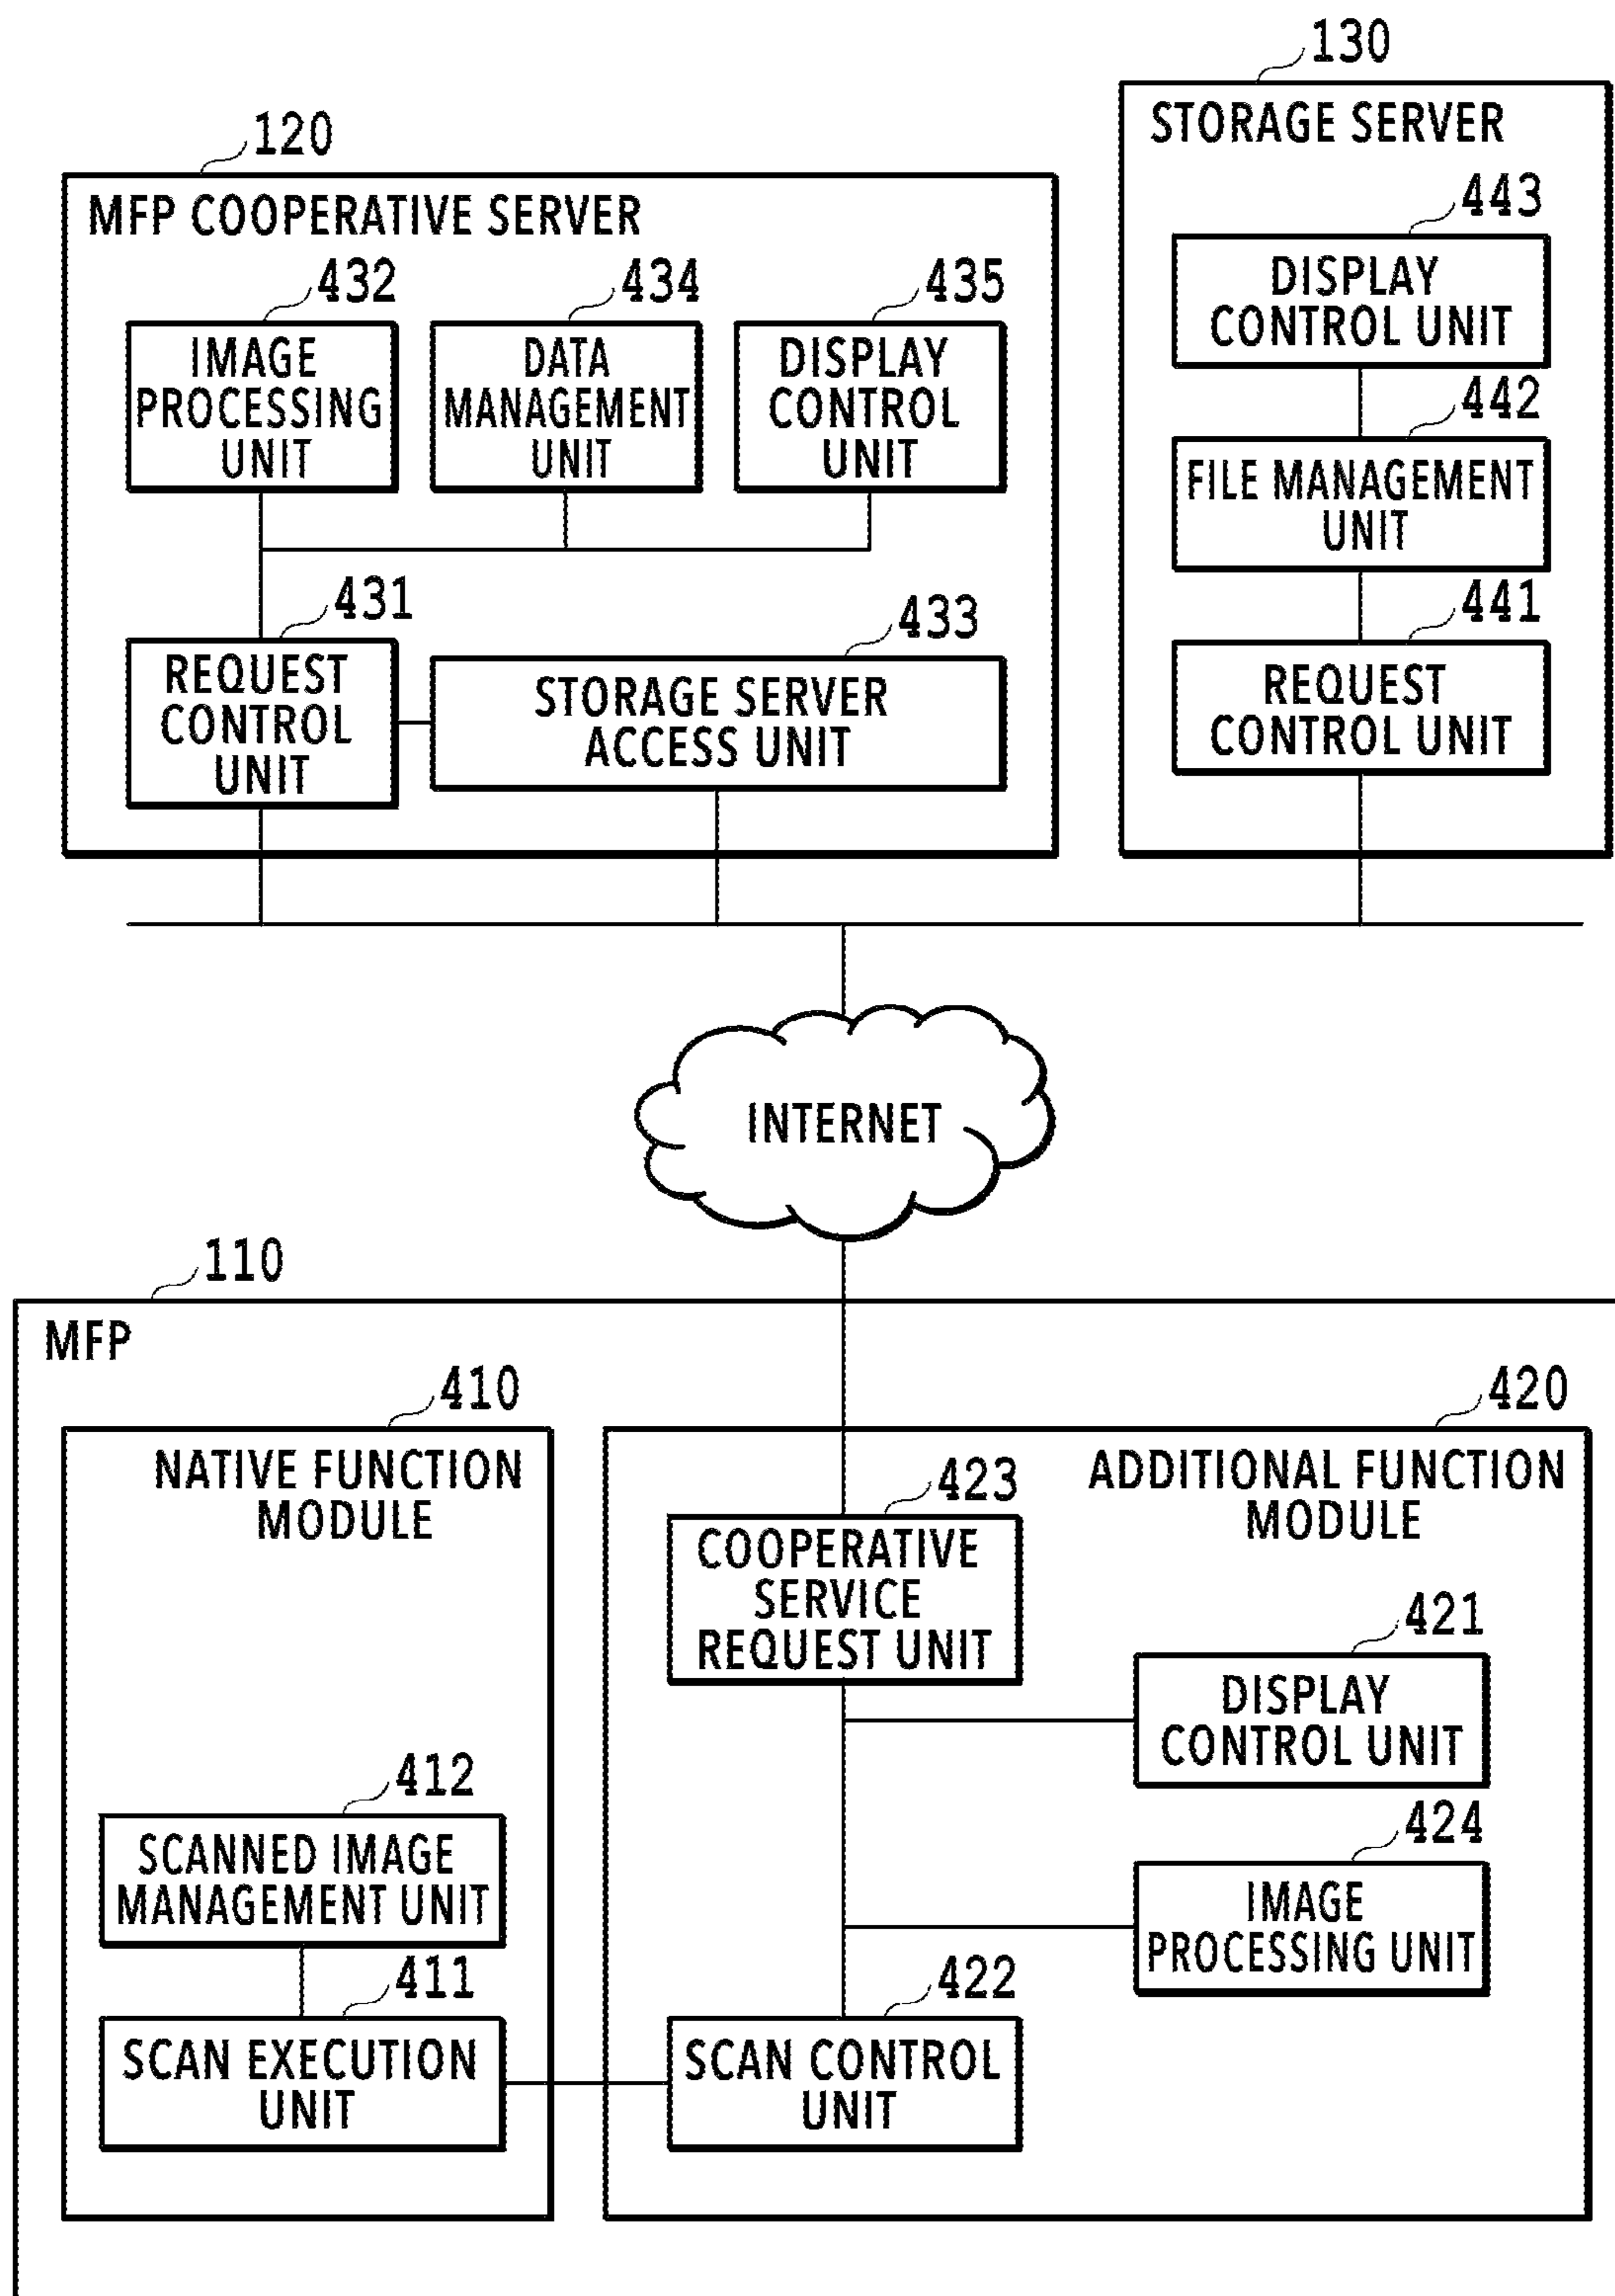 130
STORAGE SERVER
443
DISPLAY
CONTROL UNIT
442
FILE MANAGEMENT
UNIT
441
REQUEST
CONTROL UNIT
120
MFP COOPERATIVE SERVER
432
IMAGE
PROCESSING
UNIT
434
DATA
MANAGEMENT
UNIT
435
DISPLAY
CONTROL
UNIT
431
REQUEST
CONTROL
UNIT
433
STORAGE SERVER
ACCESS UNIT
INTERNET
110
MFP
410
NATIVE FUNCTION
MODULE
412
SCANNED IMAGE
MANAGEMENT UNIT
411
SCAN EXECUTION
UNIT
420
ADDITIONAL FUNCTION
MODULE
423
COOPERATIVE
SERVICE
REQUEST UNIT
421
DISPLAY
CONTROL UNIT
424
IMAGE
PROCESSING UNIT
422
SCAN CONTROL
UNIT